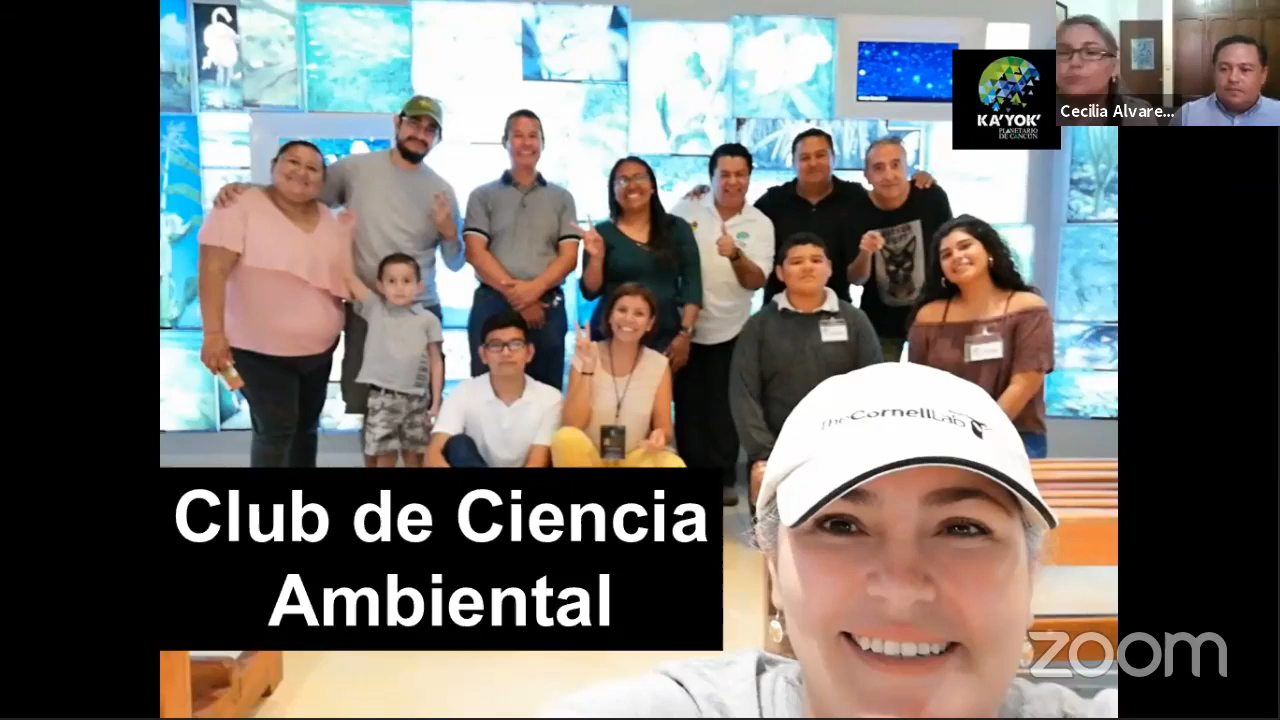 KA'YOK'
PLANETARIO
DE CANCÚN
Cecilia Alvare...
TheCornellLab
Club de Ciencia
Ambiental
zoom